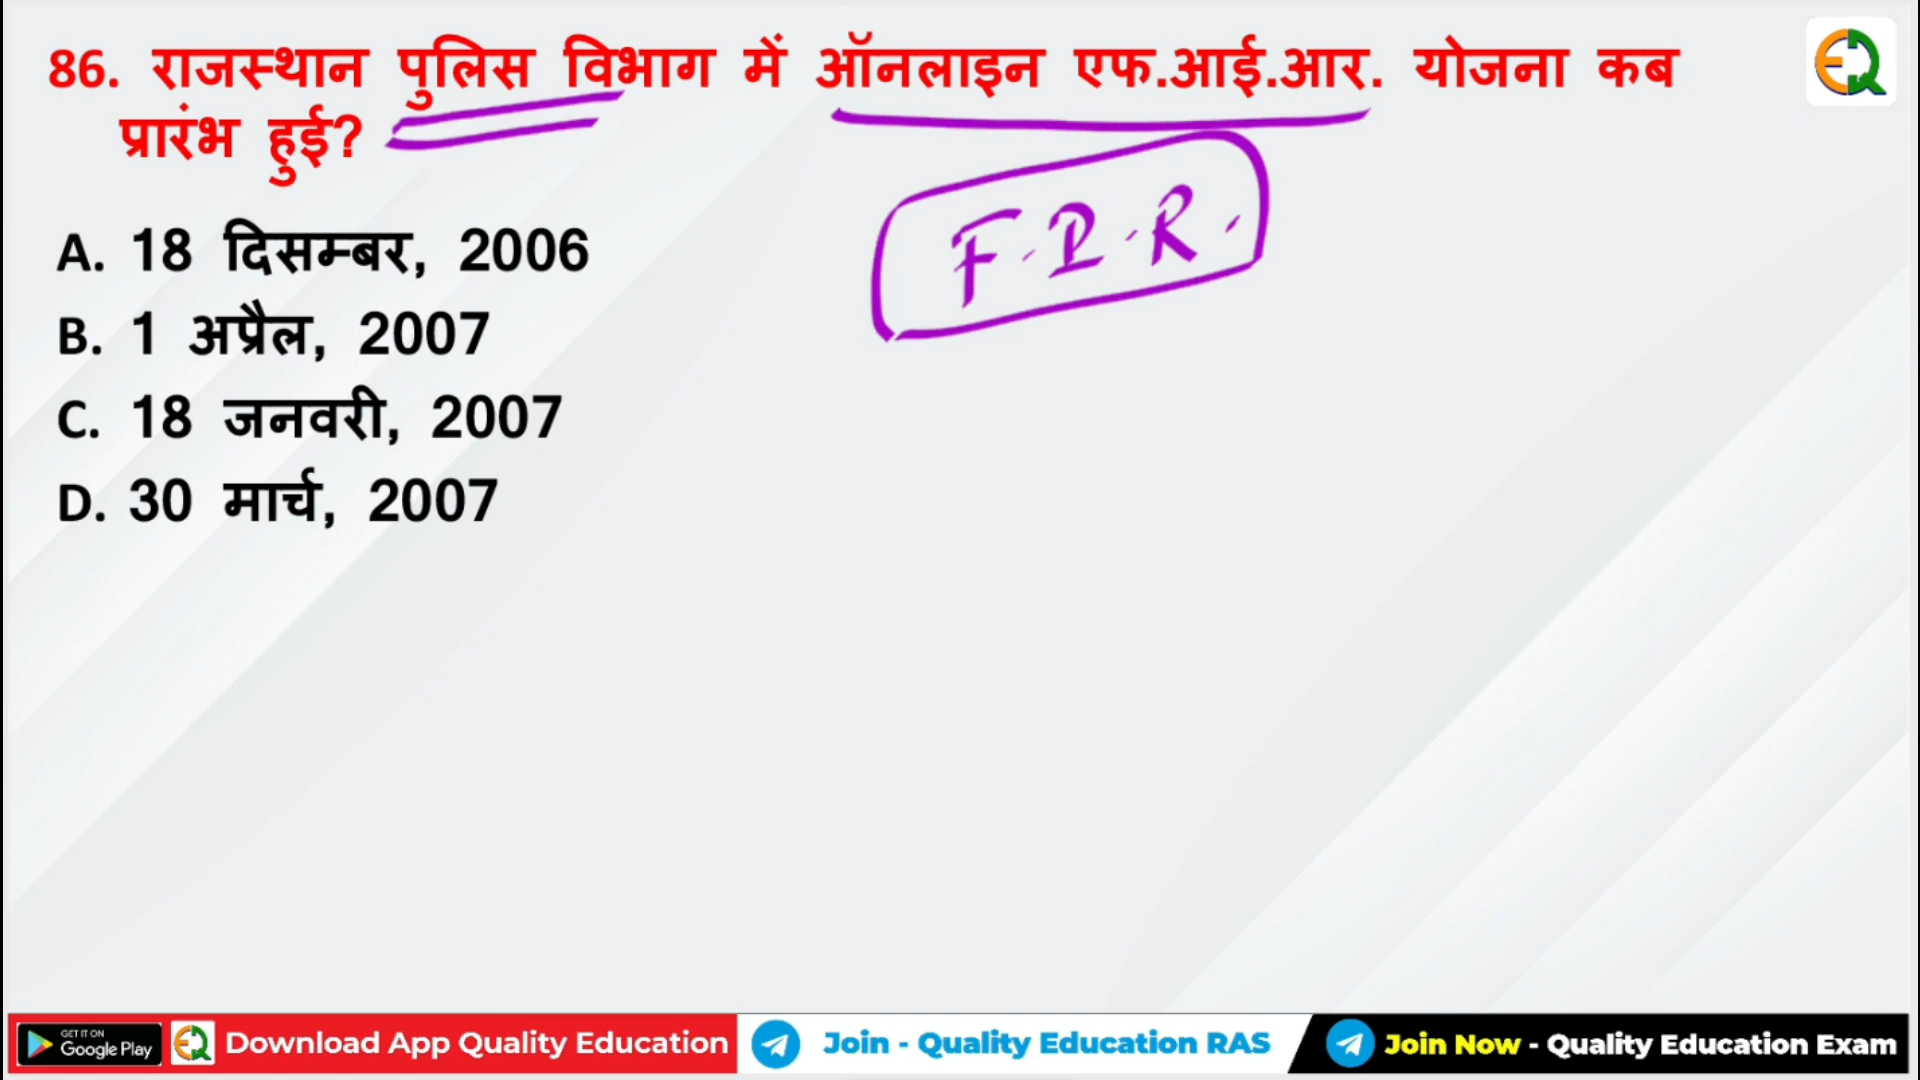 86. राजस्थान पुलिस विभाग में ऑनलाइन एफ.आई.आर. योजना कब
प्रारंभ हुई?
F.I.R.
A. 18 दिसम्बर, 2006
B. 1 अप्रैल, 2007
C. 18 जनवरी, 2007
D. 30 मार्च, 2007
GET IT ON
Google Play
Download App Quality Education
Join - Quality Education RAS
Join Now - Quality Education Exam